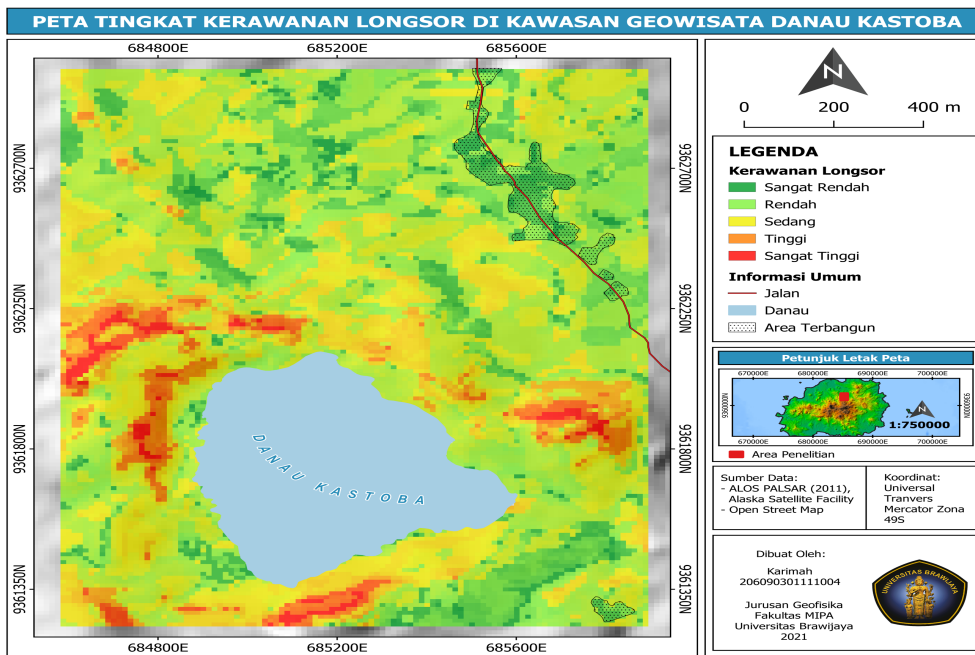 PETA TINGKAT KERAWANAN LONGSOR DI KAWASAN GEOWISATA DANAU KASTOBA
684800E
685200E
685600E
9362700N
9362250N
9361800N
9361350N
DANAU KASTOBA
9362700N
9362250N
9361800N
9361350N
684800E
685200E
685600E
N
0
200
400 m
LEGENDA
Kerawanan Longsor
Sangat Rendah
Rendah
Sedang
Tinggi
Sangat Tinggi
Informasi Umum
Jalan
Danau
Area Terbangun
Petunjuk Letak Peta
670000E
680000E
690000E
700000E
9360000N
9360000N
N
1:750000
670000E
680000E
690000E
700000E
Area Penelitian
Sumber Data:
- ALOS PALSAR (2011),
Alaska Satellite Facility
- Open Street Map
Koordinat:
Universal
Tranvers
Mercator Zona
49S
Dibuat Oleh:
Karimah
206090301111004
Jurusan Geofisika
Fakultas MIPA
Universitas Brawijaya
2021
UNIVERSITAS BRAWIJAYA